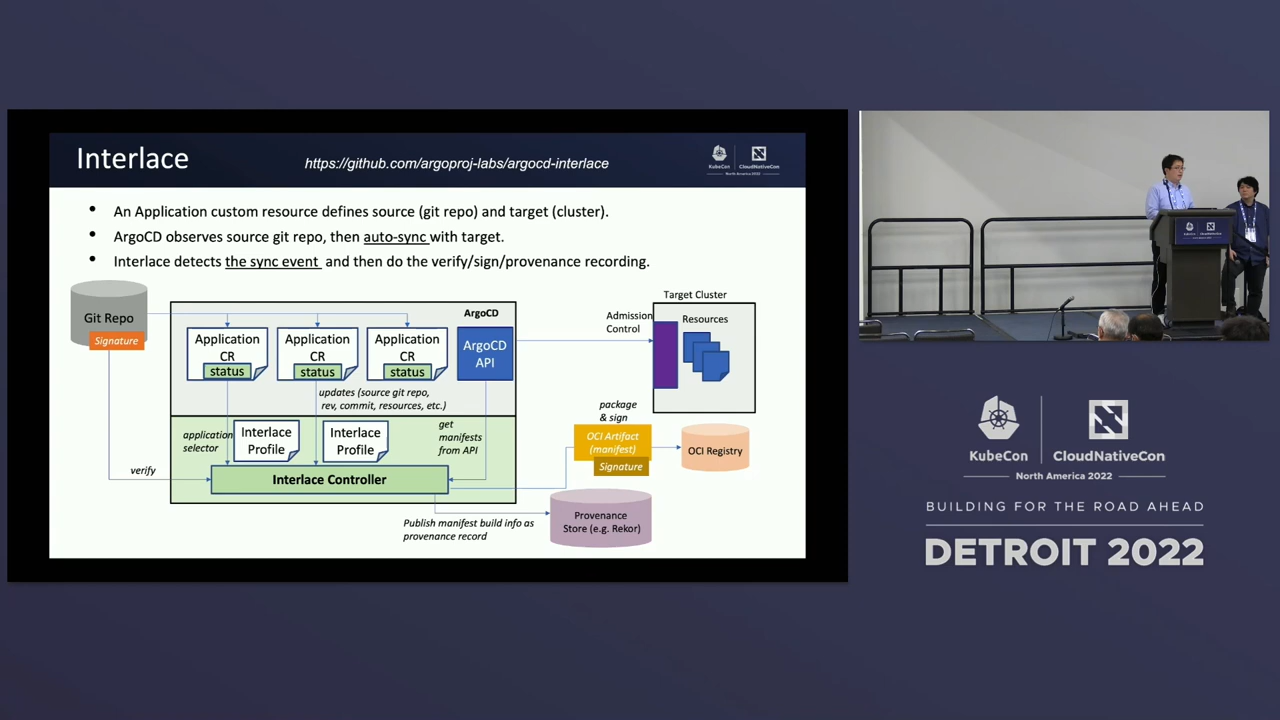 Interlace
https://github.com/argoproj-labs/argocd-interlace
KubeCon
CloudNativeCon
North America 2022
• An Application custom resource defines source (git repo) and target (cluster).
• ArgoCD observes source git repo, then auto-sync with target.
• Interlace detects the sync event and then do the verify/sign/provenance recording.
Git Repo
Signature
ArgoCD
Application
CR
status
Application
CR
status
Application
CR
status
ArgoCD
API
Admission
Control
Target Cluster
Resources
updates (source git repo,
rev, commit, resources, etc.)
application
selector
Interlace
Profile
Interlace
Profile
get
manifests
from API
verify
Interlace Controller
package
& sign
OCI Artifact
(manifest)
Signature
OCI Registry
Publish manifest build info as
provenance record
Provenance
Store (e.g. Rekor)
KubeCon
CloudNativeCon
North America 2022
BUILDING FOR THE ROAD AHEAD
DETROIT 2022